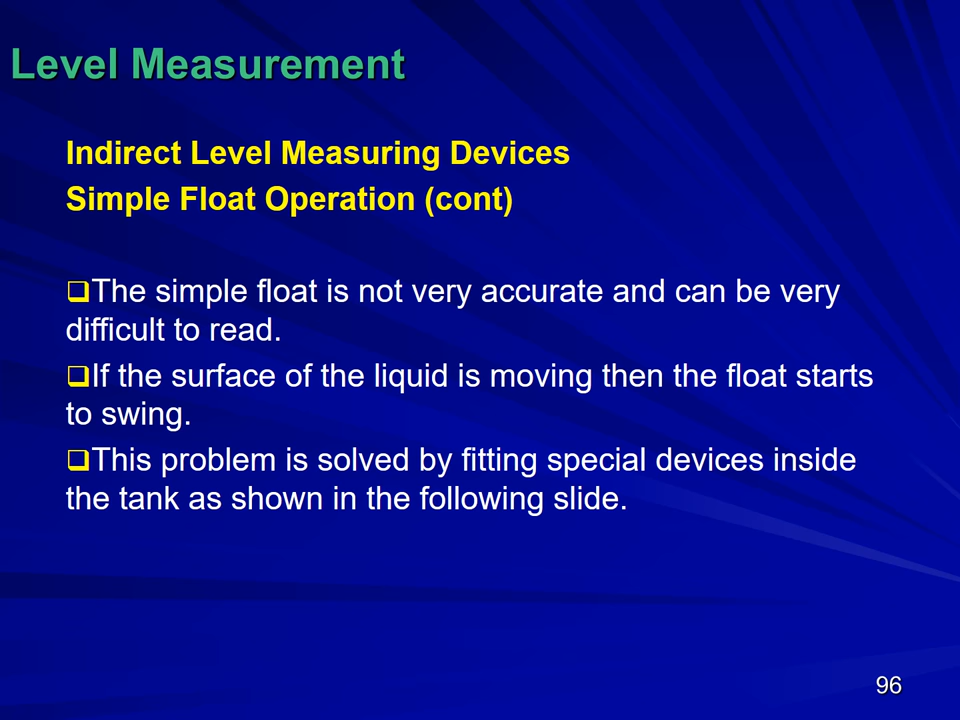 Level Measurement
Indirect Level Measuring Devices
Simple Float Operation (cont)
❑The simple float is not very accurate and can be very
difficult to read.
❑If the surface of the liquid is moving then the float starts
to swing.
❑This problem is solved by fitting special devices inside
the tank as shown in the following slide.
96